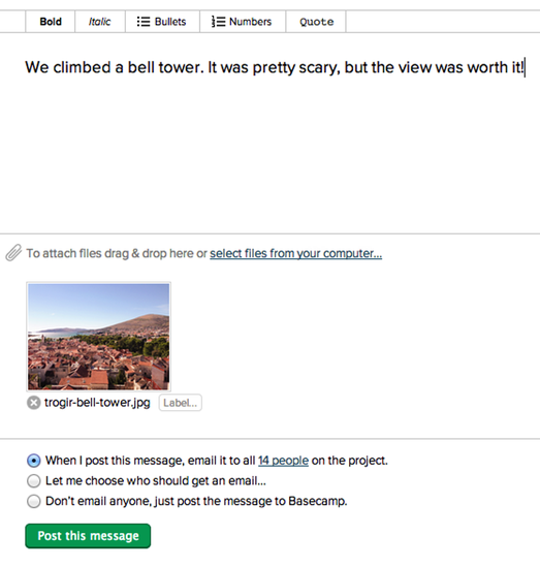 Bold Italic Bullets Numbers Quote
We climbed a bell tower. It was pretty scary, but the view was worth it!
To attach files drag & drop here or select files from your computer...
trogir-bell-tower.jpg Label...
When I post this message, email it to all 14 people on the project.
Let me choose who should get an email...
Don't email anyone, just post the message to Basecamp.
Post this message